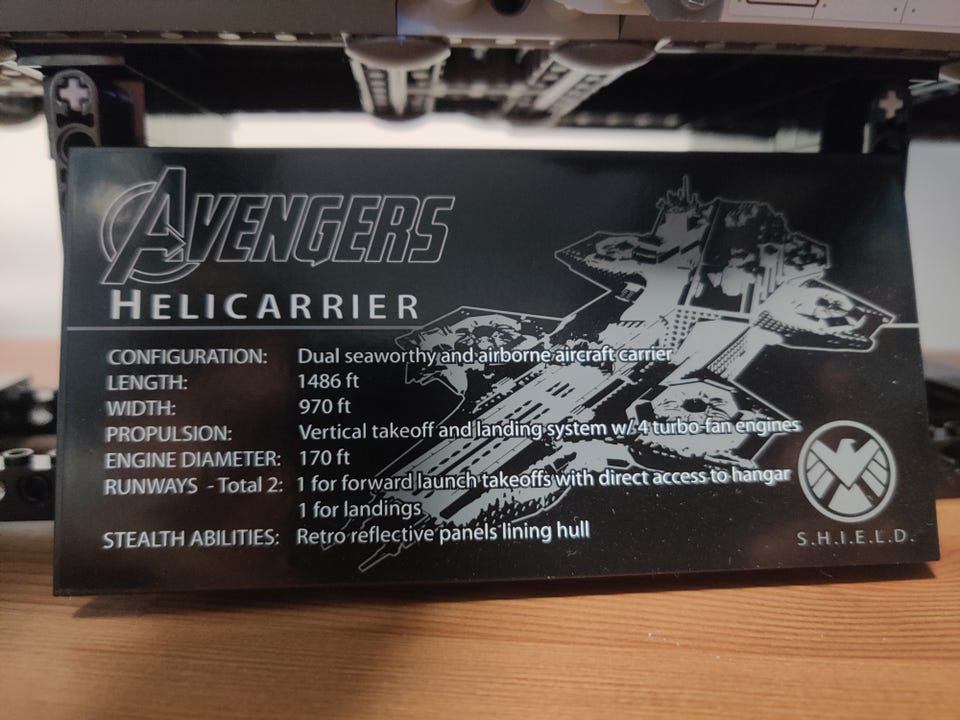 AVENGERS
HELICARRIER
CONFIGURATION: Dual seaworthy and airborne aircraft carrier
LENGTH: 1486 ft
WIDTH: 970 ft
PROPULSION: Vertical takeoff and landing system w/ 4 turbo-fan engines
ENGINE DIAMETER: 170 ft
RUNWAYS - Total 2: 1 for forward launch takeoffs with direct access to hangar
1 for landings
STEALTH ABILITIES: Retro reflective panels lining hull
S.H.I.E.L.D.